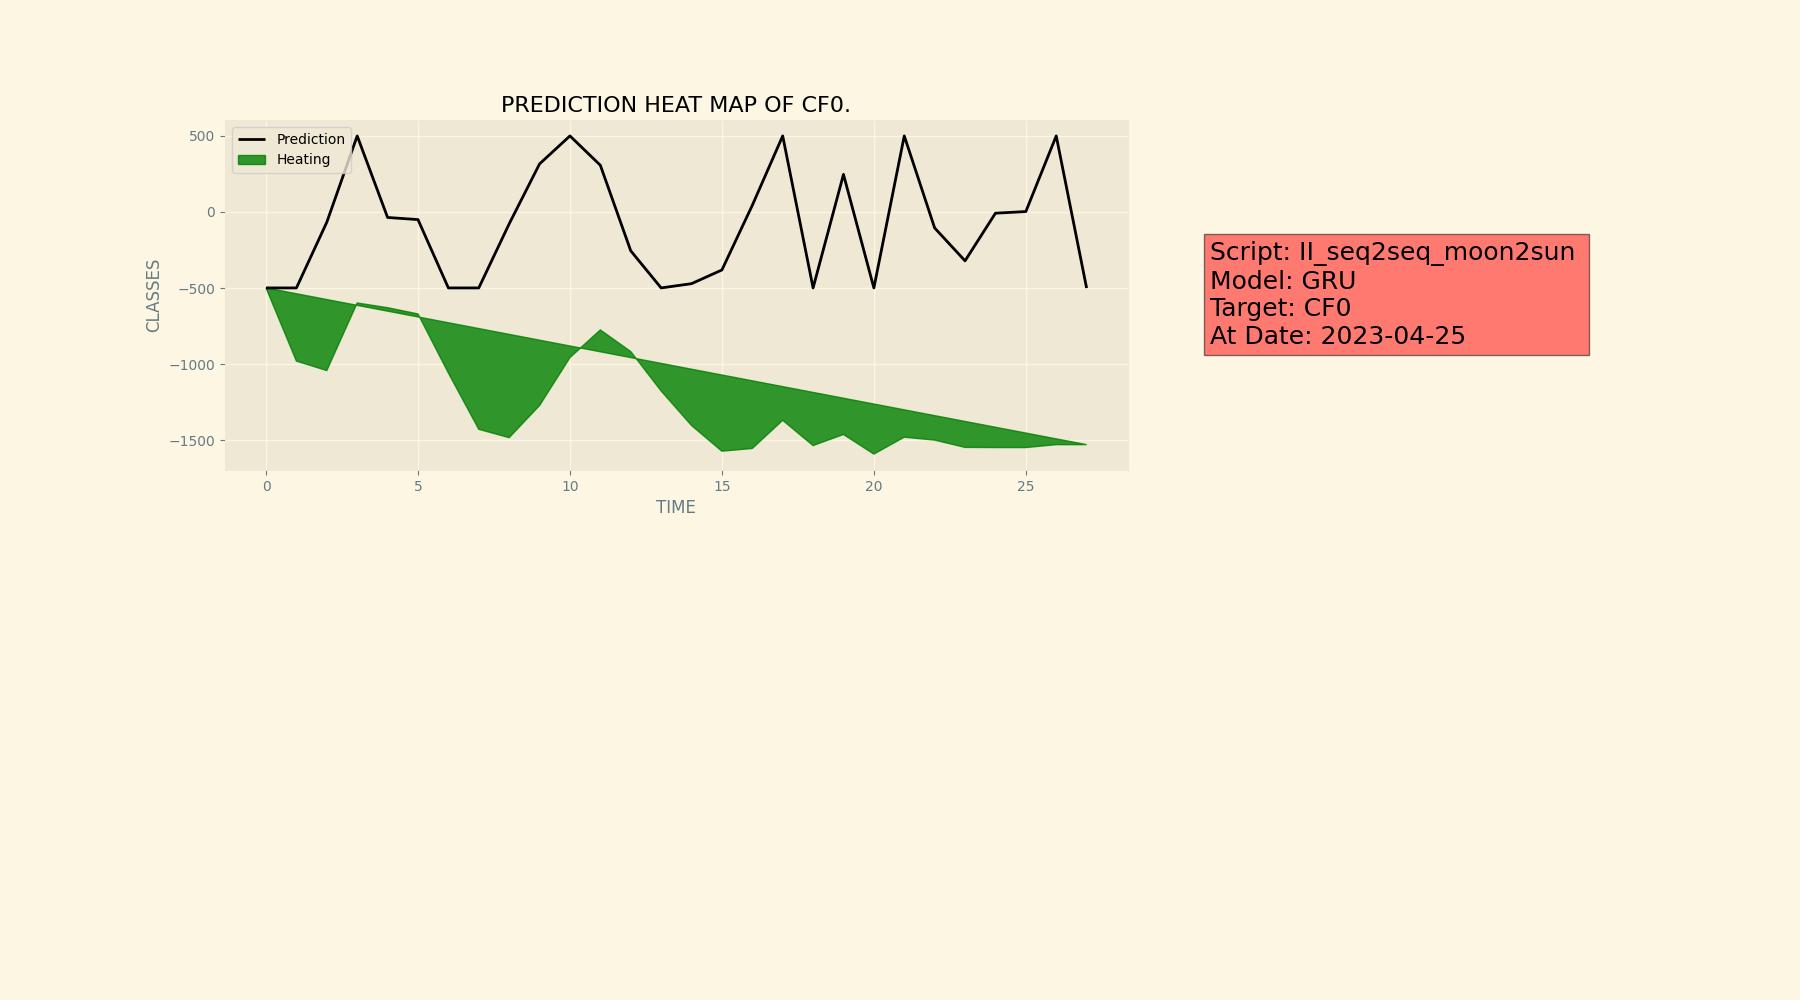 PREDICTION HEAT MAP OF CF0.
Prediction
Heating
500
0
−500
−1000
−1500
CLASSES
0 5 10 15 20 25
TIME
Script: II_seq2seq_moon2sun
Model: GRU
Target: CF0
At Date: 2023-04-25